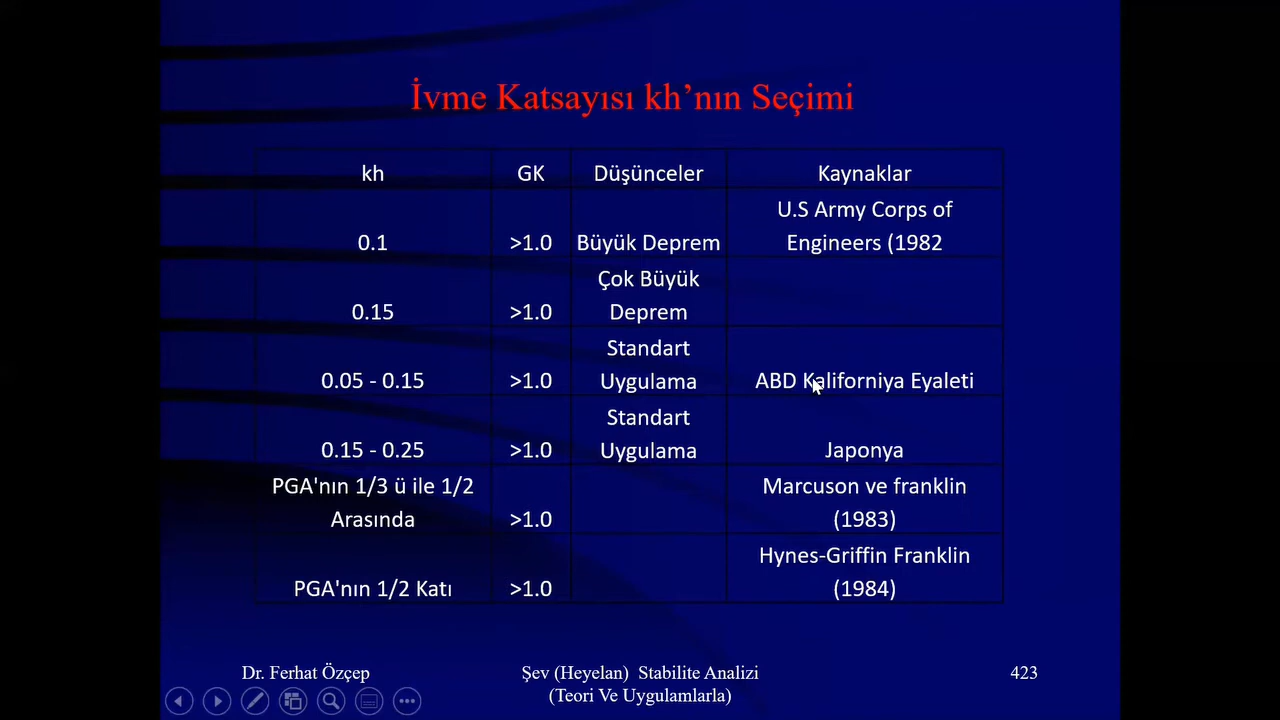 İvme Katsayısı kh’nın Seçimi
kh GK Düşünceler Kaynaklar
U.S Army Corps of
0.1 >1.0 Büyük Deprem Engineers (1982
Çok Büyük
0.15 >1.0 Deprem
Standart
0.05 - 0.15 >1.0 Uygulama ABD Kaliforniya Eyaleti
Standart
0.15 - 0.25 >1.0 Uygulama Japonya
PGA'nın 1/3 ü ile 1/2 Marcuson ve franklin
Arasında >1.0 (1983)
Hynes-Griffin Franklin
PGA'nın 1/2 Katı >1.0 (1984)
Dr. Ferhat Özçep Şev (Heyelan) Stabilite Analizi 423
(Teori Ve Uygulamlarla)